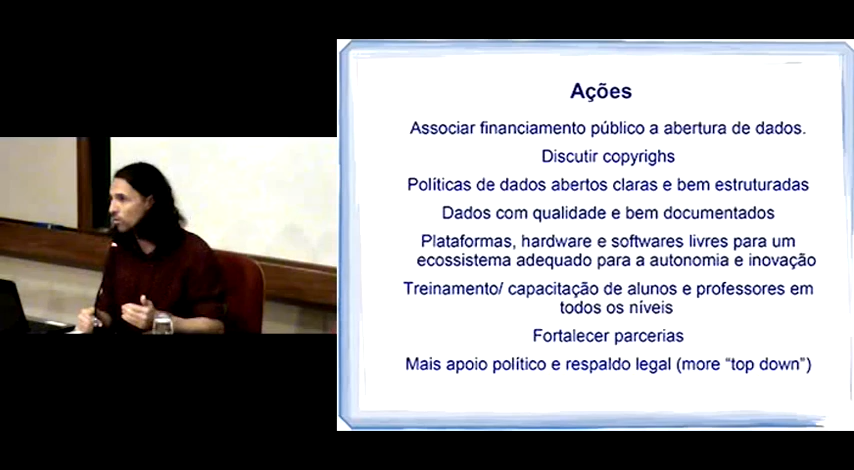 Ações
Associar financiamento público a abertura de dados.
Discutir copyrighs
Políticas de dados abertos claras e bem estruturadas
Dados com qualidade e bem documentados
Plataformas, hardware e softwares livres para um
ecossistema adequado para a autonomia e inovação
Treinamento/ capacitação de alunos e professores em
todos os níveis
Fortalecer parcerias
Mais apoio político e respaldo legal (more “top down”)